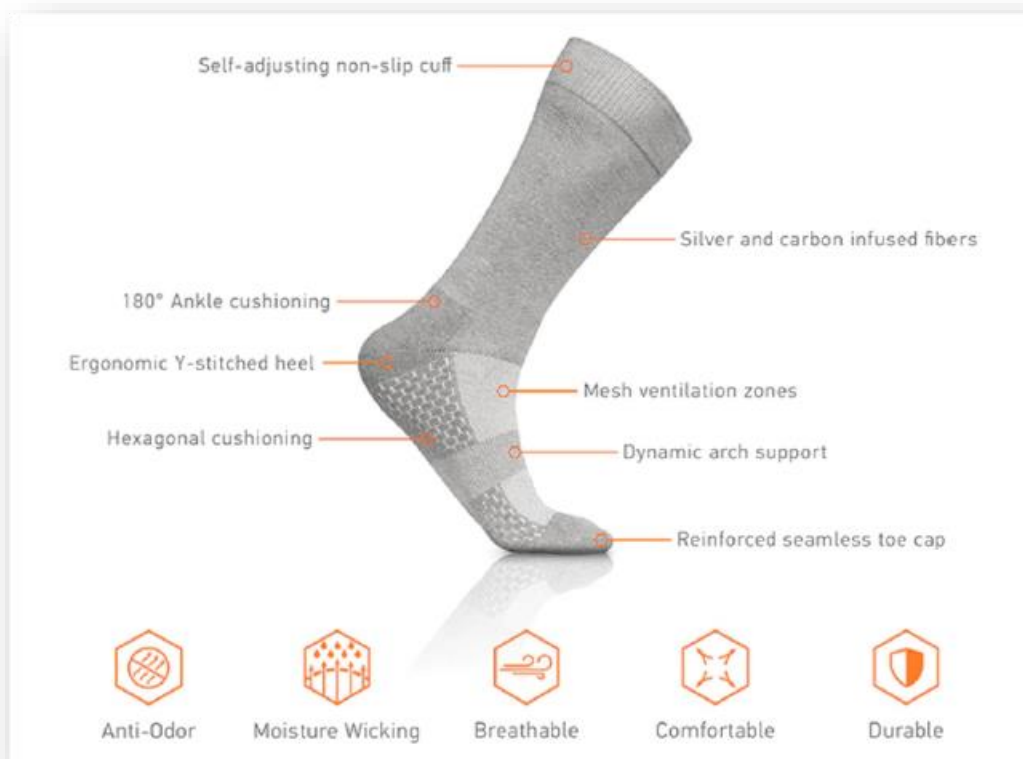 Self-adjusting non-slip cuff
Silver and carbon infused fibers
180° Ankle cushioning
Ergonomic Y-stitched heel
Mesh ventilation zones
Hexagonal cushioning
Dynamic arch support
Reinforced seamless toe cap
Anti-Odor
Moisture Wicking
Breathable
Comfortable
Durable